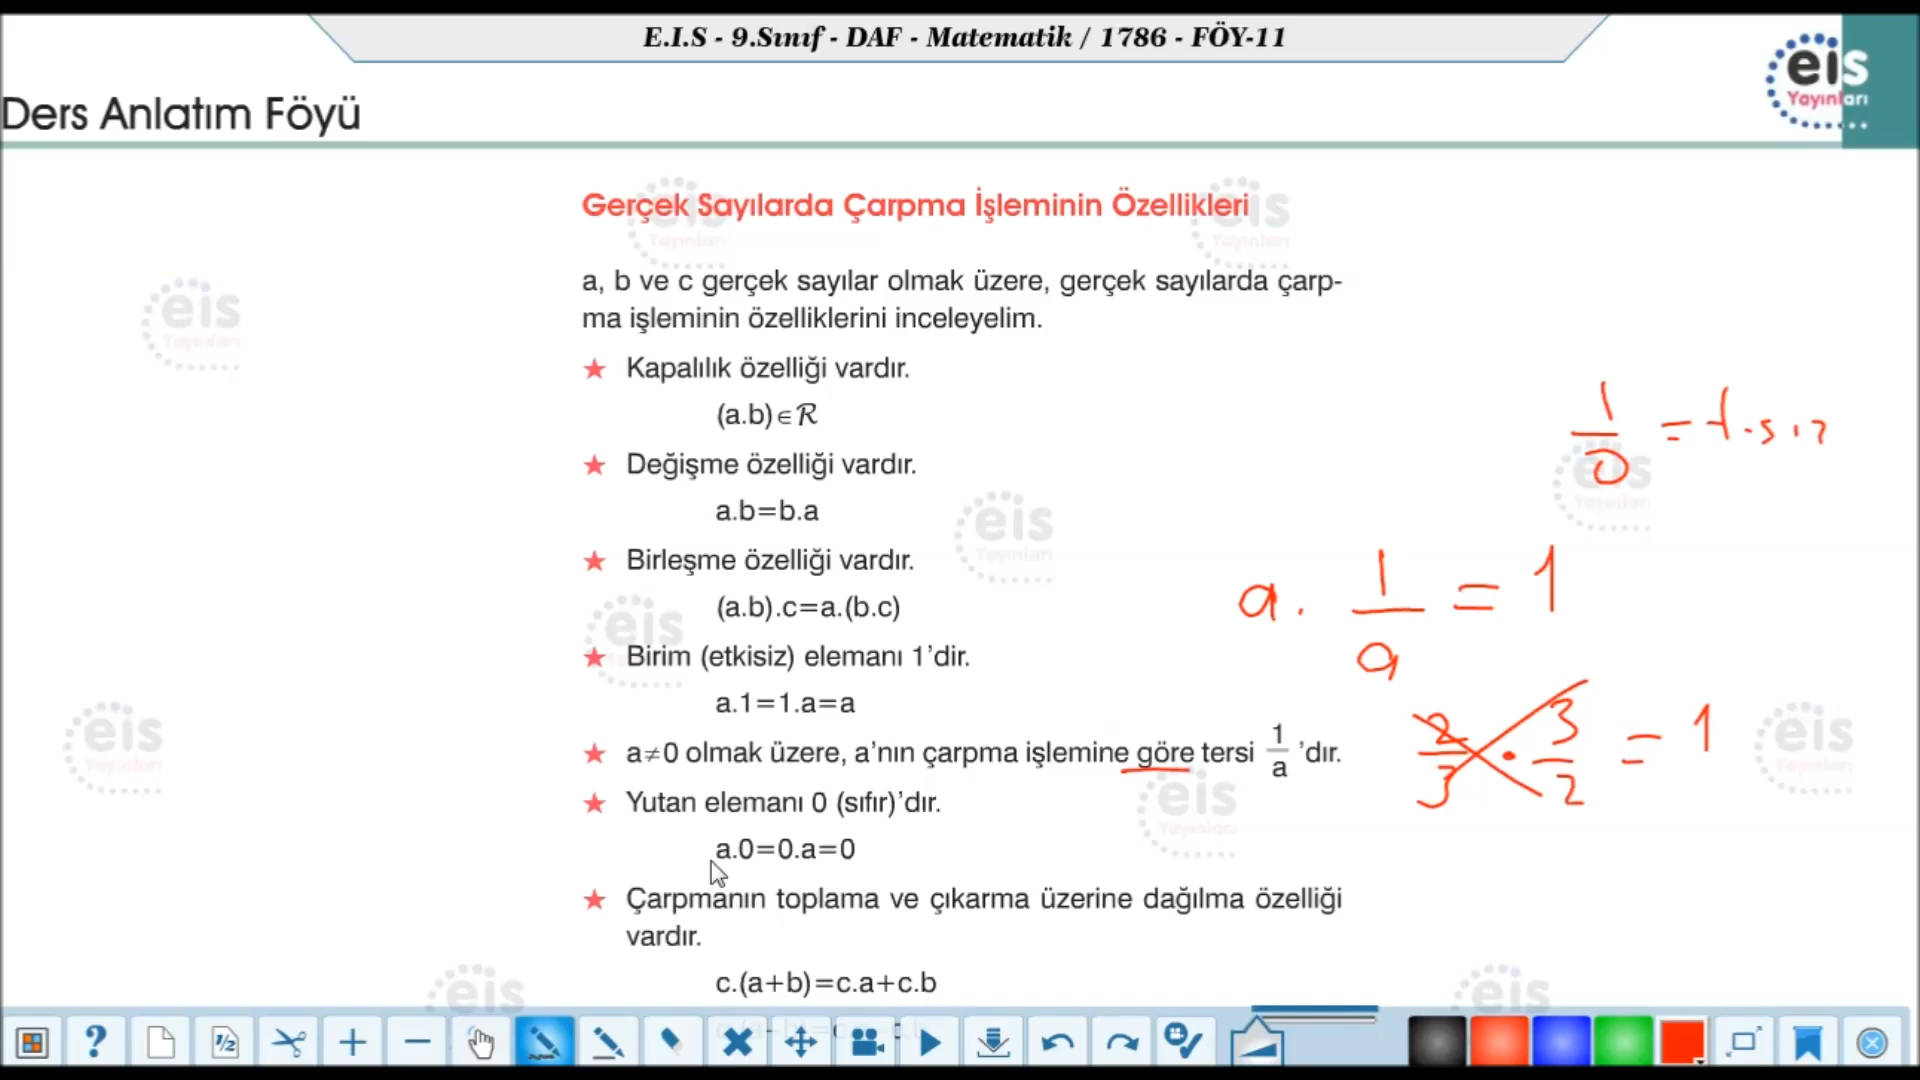 E.I.S - 9.Sınıf - DAF - Matematik / 1786 - FÖY-11
eis
Yayınları
Ders Anlatım Föyü
Gerçek Sayılarda Çarpma İşleminin Özellikleri
a, b ve c gerçek sayılar olmak üzere, gerçek sayılarda çarp-
ma işleminin özelliklerini inceleyelim.
★ Kapalılık özelliği vardır.
(a.b)∈R
★ Değişme özelliği vardır.
a.b=b.a
★ Birleşme özelliği vardır.
(a.b).c=a.(b.c)
★ Birim (etkisiz) elemanı 1'dir.
a.1=1.a=a
★ a≠0 olmak üzere, a'nın çarpma işlemine göre tersi 1/a 'dır.
★ Yutan elemanı 0 (sıfır)'dır.
a.0=0.a=0
★ Çarpmanın toplama ve çıkarma üzerine dağılma özelliği
vardır.
c.(a+b)=c.a+c.b
1/0 =
a. 1/a = 1
2/3 . 3/2 = 1